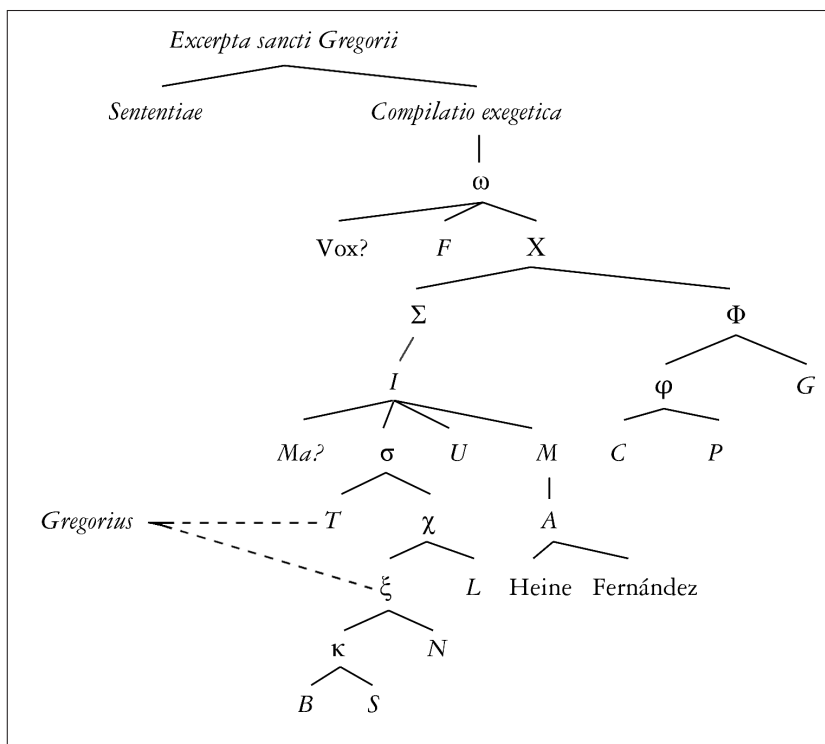 Excerpta sancti Gregorii
Sententiae Compilatio exegetica
ω
Vox? F X
Σ Φ
I φ G
Ma? σ U M C P
Gregorius T χ A
ξ L Heine Fernández
κ N
B S